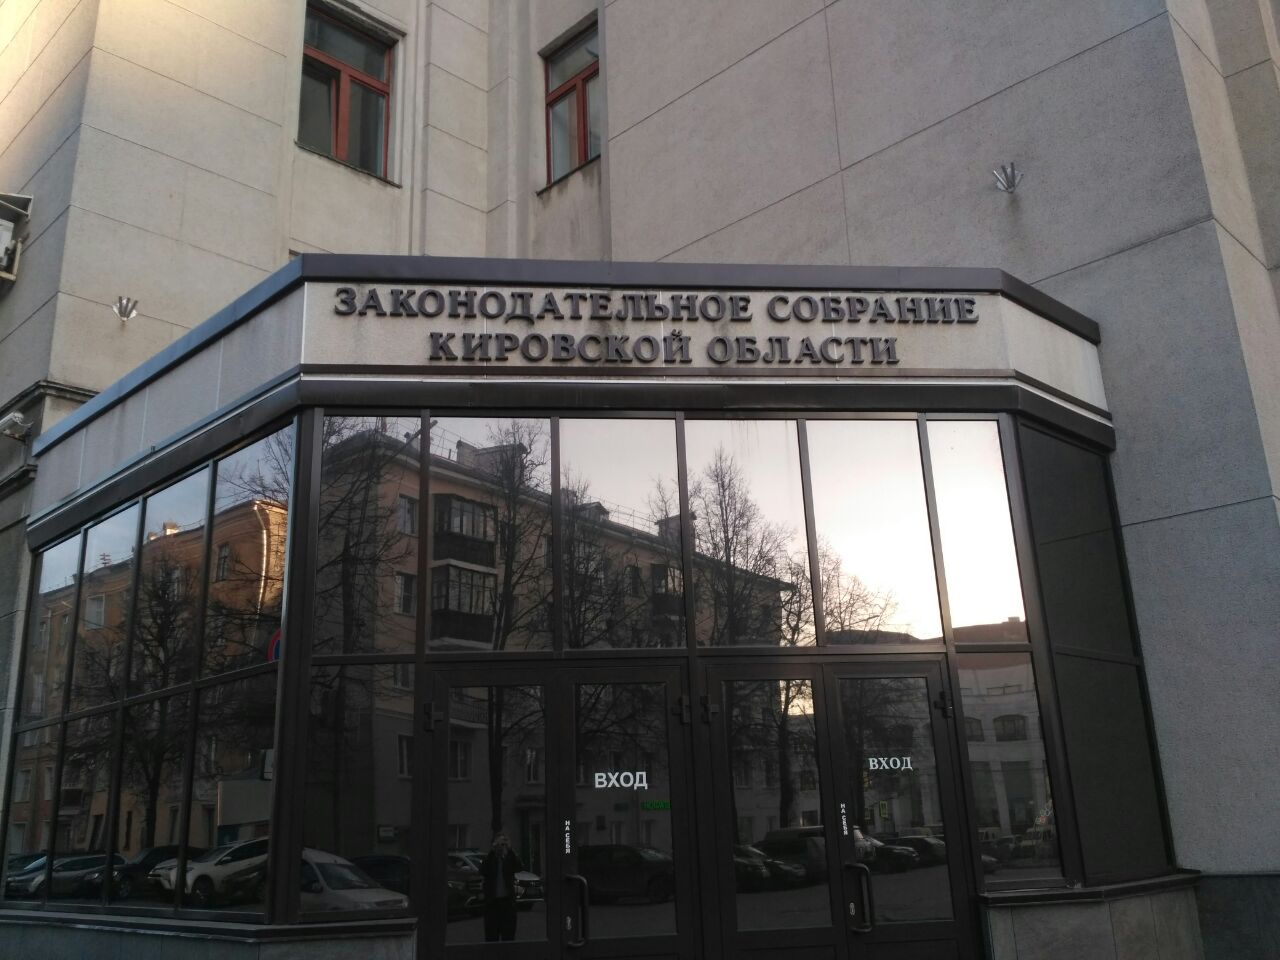 ЗАКОНОДАТЕЛЬНОЕ СОБРАНИЕ
КИРОВСКОЙ ОБЛАСТИ
ВХОД
ВХОД
НА СЕБЯ
НА СЕБЯ